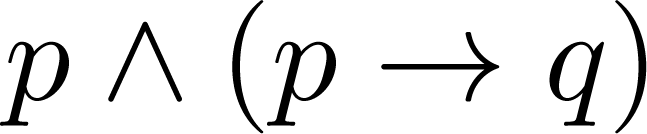 p ∧ (p → q)